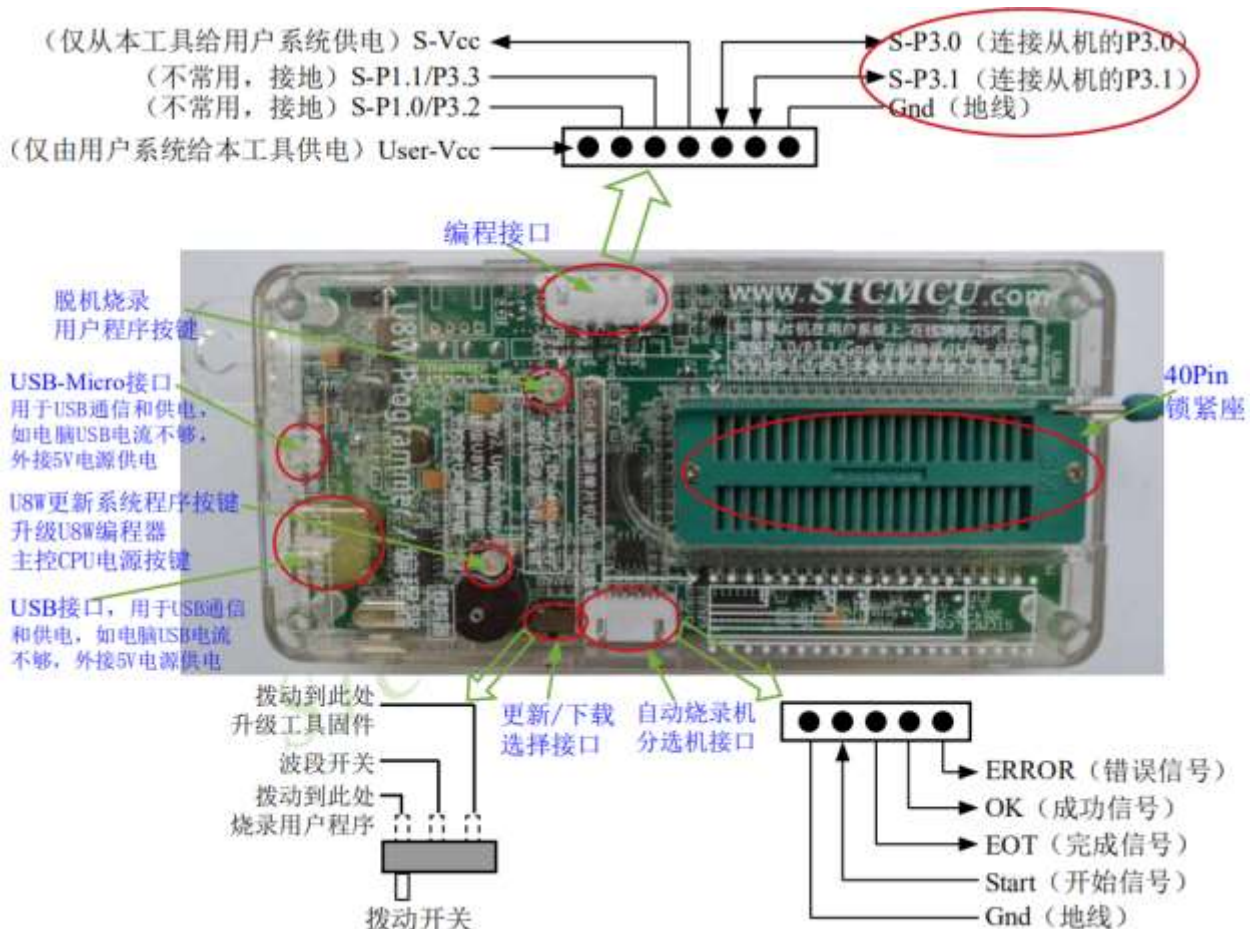 （仅从本工具给用户系统供电）S-Vcc
（不常用，接地）S-P1.1/P3.3
（不常用，接地）S-P1.0/P3.2
（仅由用户系统给本工具供电）User-Vcc
S-P3.0（连接从机的P3.0）
S-P3.1（连接从机的P3.1）
Gnd（地线）
编程接口
脱机烧录
用户程序按键
USB-Micro接口
用于USB通信和供电，
如电脑USB电流不够，
外接5V电源供电
U8W更新系统程序按键
升级U8W编程器
主控CPU电源按键
USB接口，用于USB通信
和供电，如电脑USB电流
不够，外接5V电源供电
www.STCMCU.com
U8W Programmer
40Pin
锁紧座
拨动到此处
升级工具固件
波段开关
拨动到此处
烧录用户程序
拨动开关
更新/下载
选择接口
自动烧录机
分选机接口
ERROR（错误信号）
OK（成功信号）
EOT（完成信号）
Start（开始信号）
Gnd（地线）